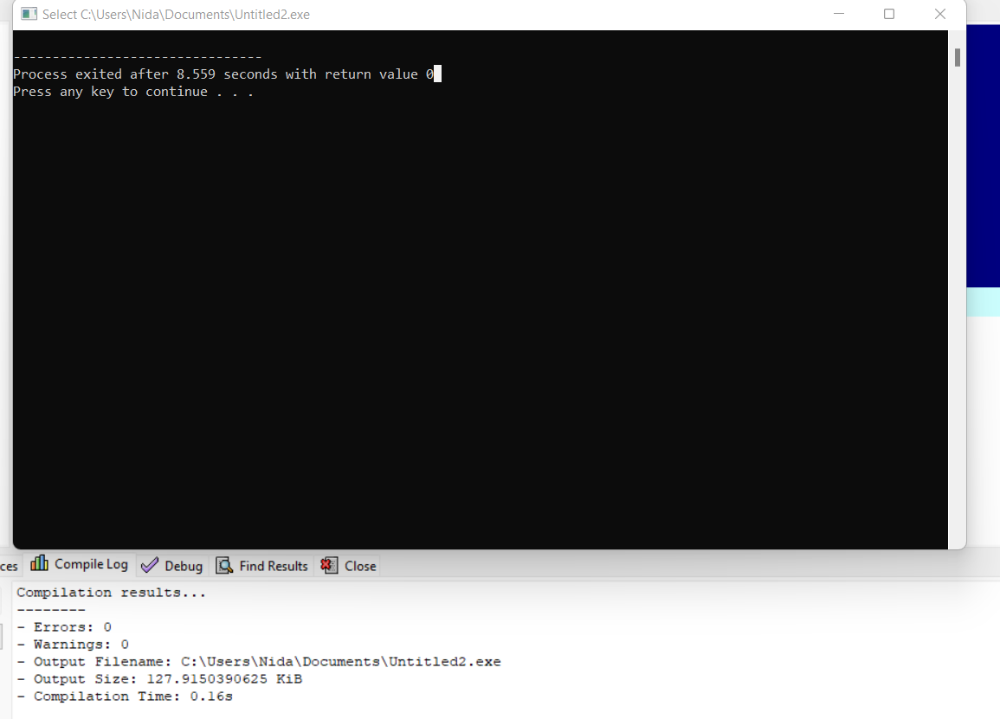 Select C:\Users\Nida\Documents\Untitled2.exe
--------------------------------
Process exited after 8.559 seconds with return value 0
Press any key to continue . . .
ces Compile Log Debug Find Results Close
Compilation results...
--------
- Errors: 0
- Warnings: 0
- Output Filename: C:\Users\Nida\Documents\Untitled2.exe
- Output Size: 127.9150390625 KiB
- Compilation Time: 0.16s